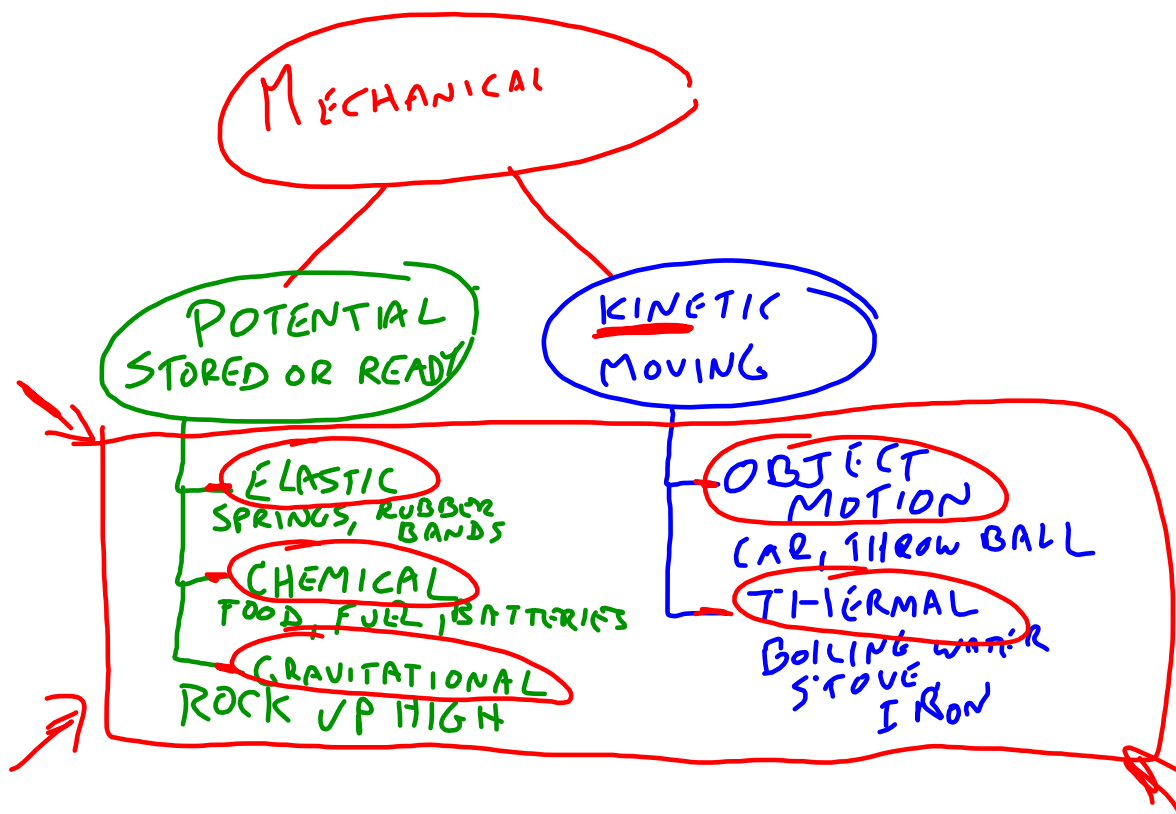 MECHANICAL
POTENTIAL
STORED OR READY
KINETIC
MOVING
ELASTIC
SPRINGS, RUBBER
BANDS
CHEMICAL
FOOD, FUEL, BATTERIES
GRAVITATIONAL
ROCK UP HIGH
OBJECT
MOTION
CAR, THROW BALL
THERMAL
BOILING WATER
STOVE
IRON